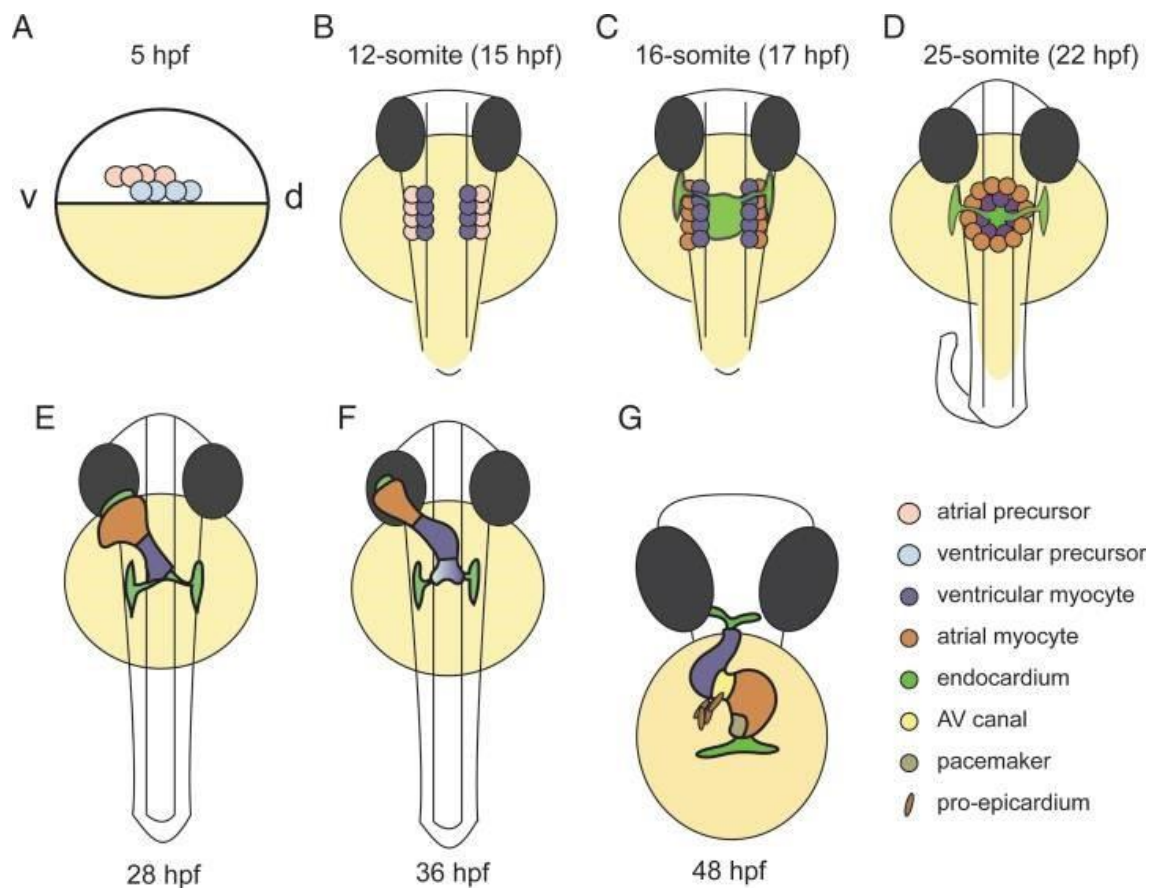 A
5 hpf
v
d
B
12-somite (15 hpf)
C
16-somite (17 hpf)
D
25-somite (22 hpf)
E
28 hpf
F
36 hpf
G
48 hpf
atrial precursor
ventricular precursor
ventricular myocyte
atrial myocyte
endocardium
AV canal
pacemaker
pro-epicardium